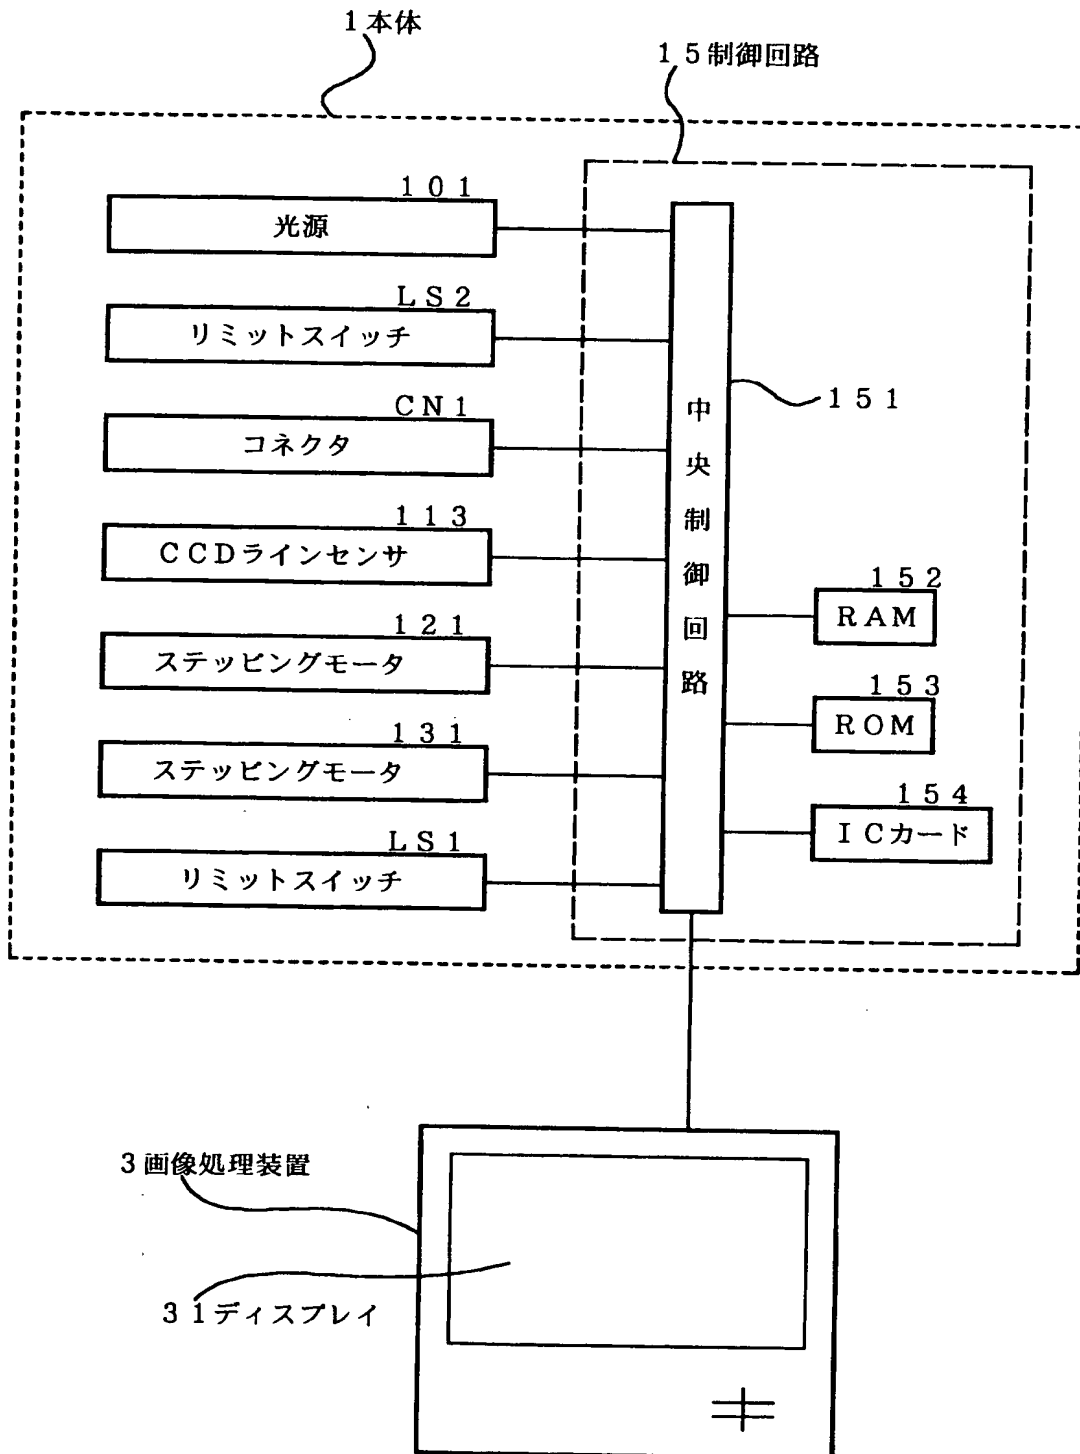 1本体
15制御回路
101
光源
LS2
リミットスイッチ
CN1
コネクタ
113
CCDラインセンサ
121
ステッピングモータ
131
ステッピングモータ
LS1
リミットスイッチ
中央制御回路
151
152
RAM
153
ROM
154
ICカード
3画像処理装置
31ディスプレイ